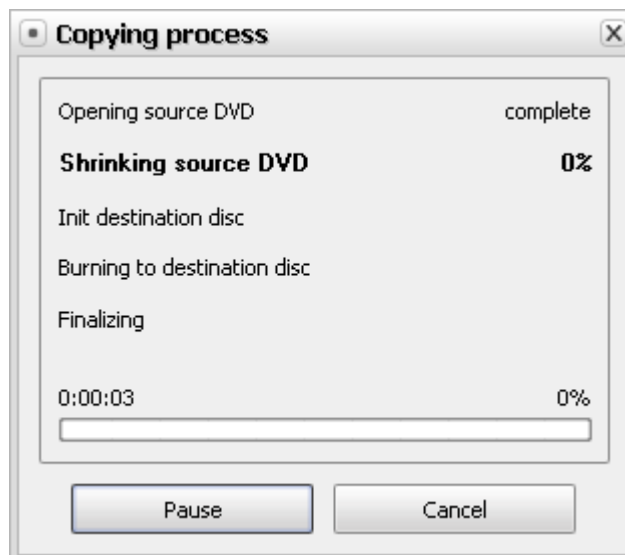 Copying process
Opening source DVD complete
Shrinking source DVD 0%
Init destination disc
Burning to destination disc
Finalizing
0:00:03 0%
Pause Cancel